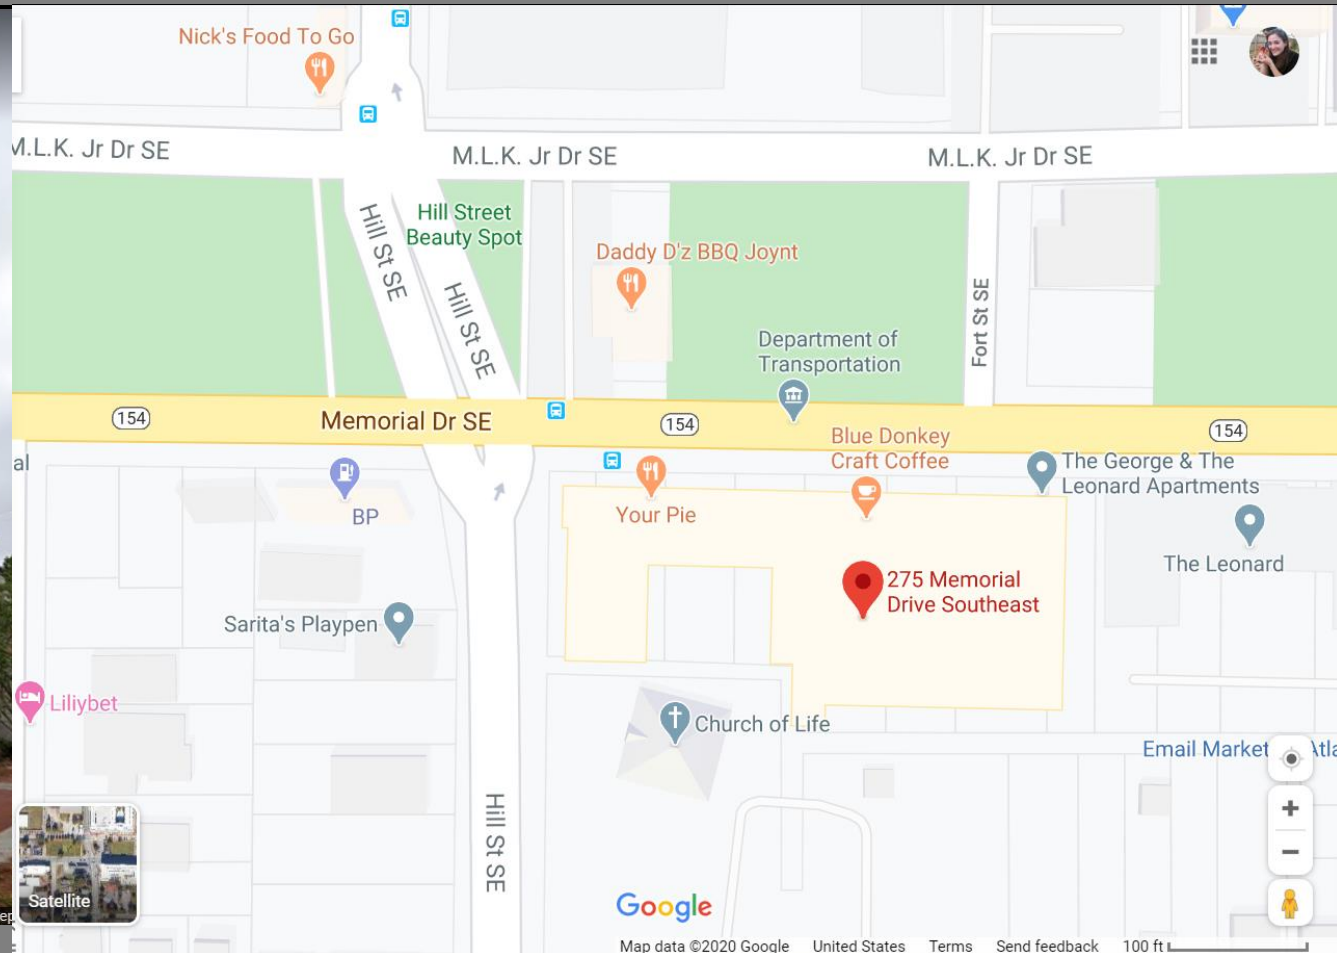 Nick's Food To Go
M.L.K. Jr Dr SE
M.L.K. Jr Dr SE
M.L.K. Jr Dr SE
Hill St SE
Hill Street
Beauty Spot
Hill St SE
Daddy D'z BBQ Joynt
Fort St SE
Department of
Transportation
154
Memorial Dr SE
154
154
al
BP
Your Pie
Blue Donkey
Craft Coffee
The George & The
Leonard Apartments
The Leonard
275 Memorial
Drive Southeast
Sarita's Playpen
Liliybet
Church of Life
Email Market
Atla
Hill St SE
Satellite
Google
Map data ©2020 Google United States Terms Send feedback 100 ft